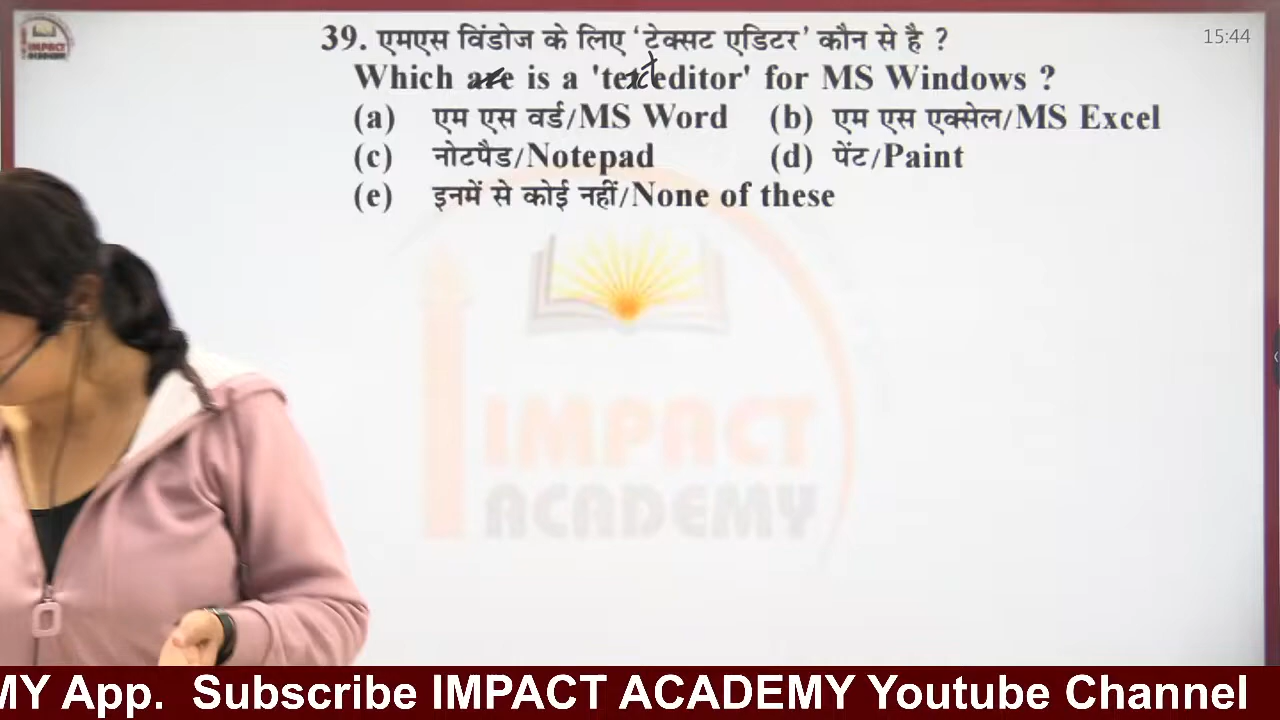 IMPACT
ACADEMY
15:44
39. एमएस विंडोज के लिए ‘टेक्सट एडिटर’ कौन से है ?
Which are is a 'text editor' for MS Windows ?
(a) एम एस वर्ड/MS Word (b) एम एस एक्सेल/MS Excel
(c) नोटपैड/Notepad (d) पेंट/Paint
(e) इनमें से कोई नहीं/None of these
IMPACT
ACADEMY
MY App. Subscribe IMPACT ACADEMY Youtube Channel